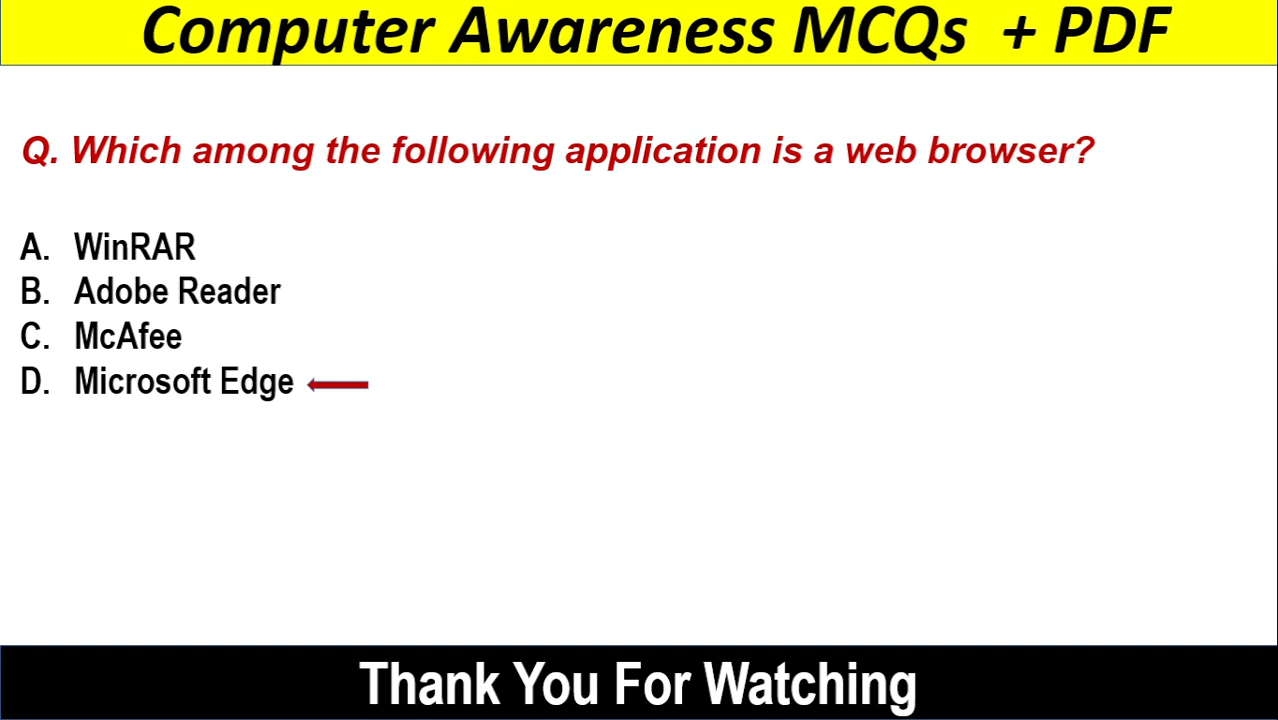 Computer Awareness MCQs + PDF
Q. Which among the following application is a web browser?
A. WinRAR
B. Adobe Reader
C. McAfee
D. Microsoft Edge
Thank You For Watching